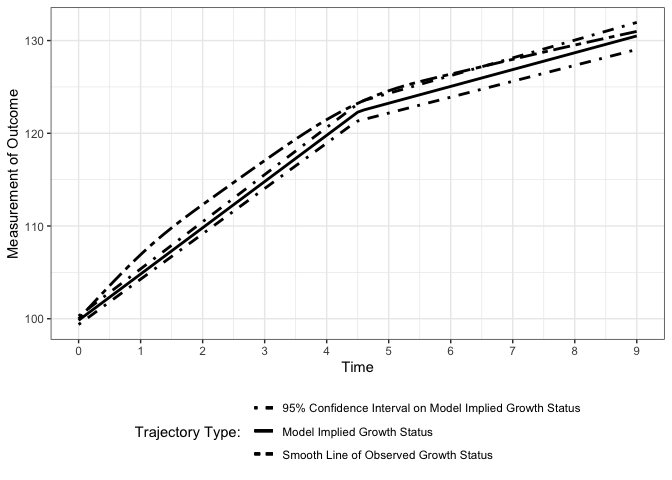 130
120
110
100
Measurement of Outcome
0 1 2 3 4 5 6 7 8 9
Time
Trajectory Type:
95% Confidence Interval on Model Implied Growth Status
Model Implied Growth Status
Smooth Line of Observed Growth Status